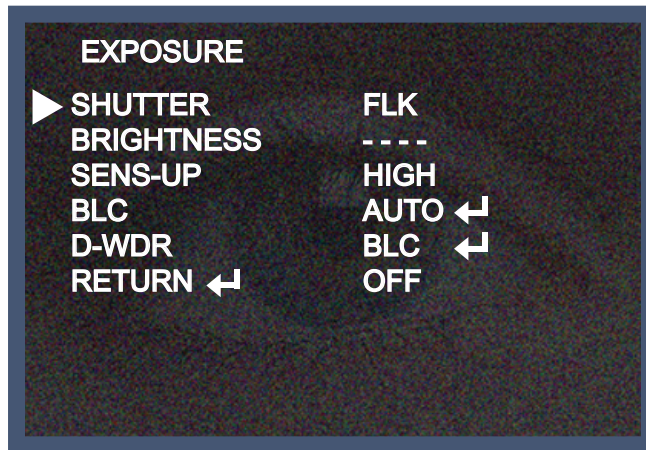 EXPOSURE
SHUTTER FLK
BRIGHTNESS - - - -
SENS-UP HIGH
BLC AUTO ↵
D-WDR BLC ↵
RETURN ↵ OFF